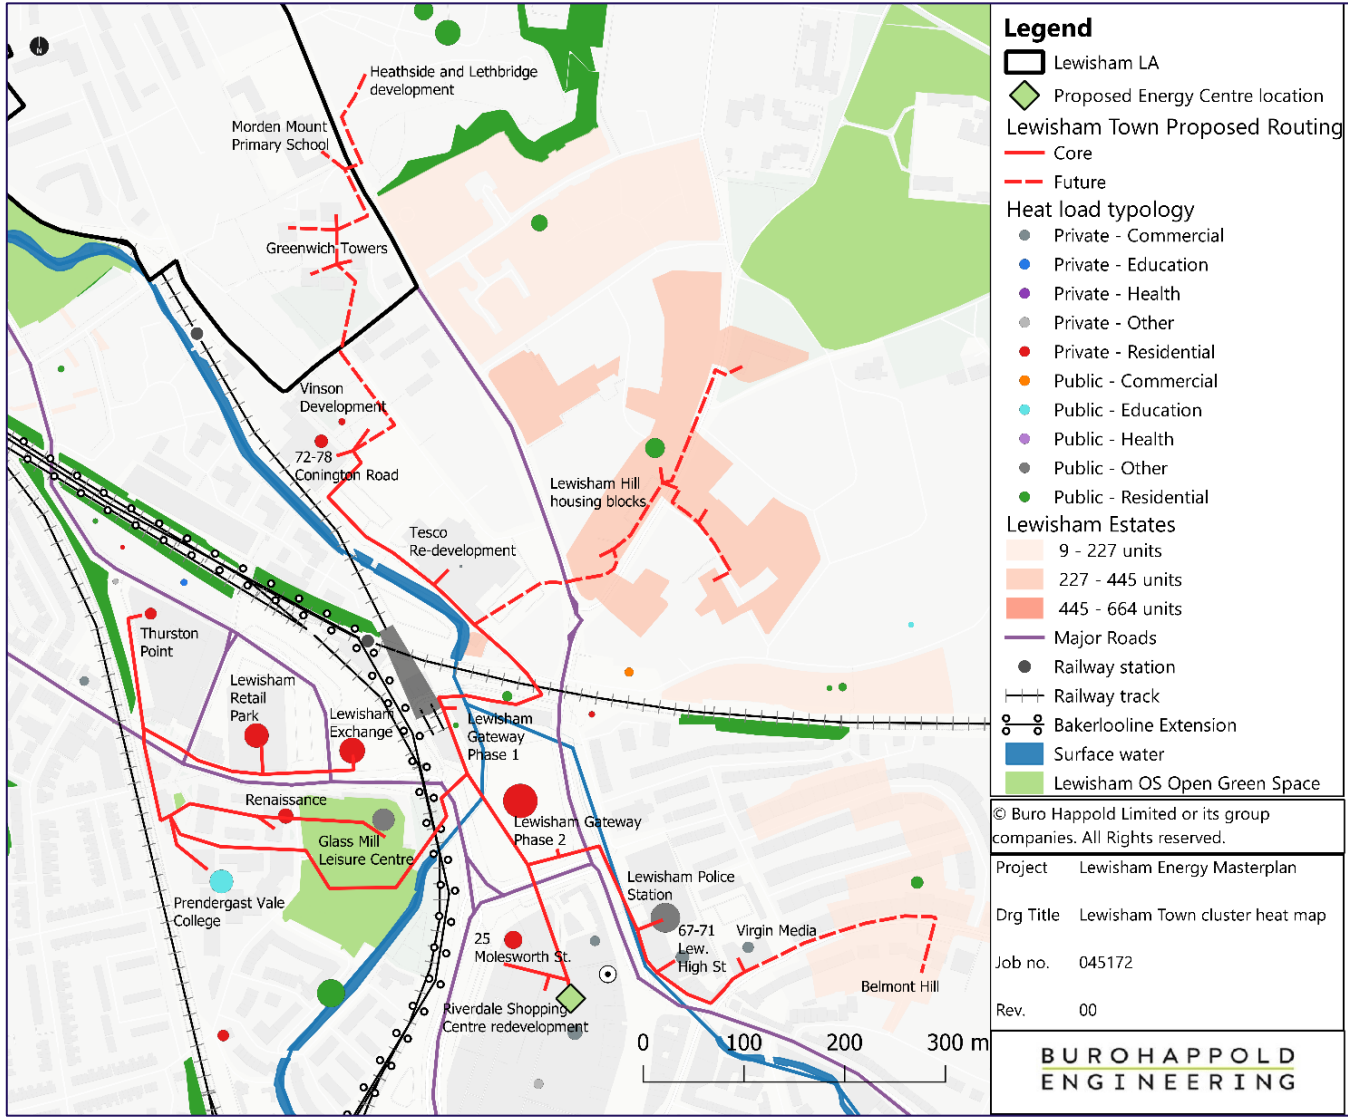 N
Heathside and Lethbridge
development
Morden Mount
Primary School
Greenwich Towers
Vinson
Development
72-78
Conington Road
Lewisham Hill
housing blocks
Tesco
Re-development
Thurston
Point
Lewisham
Retail
Park
Lewisham
Exchange
Lewisham
Gateway
Phase 1
Renaissance
Glass Mill
Leisure Centre
Lewisham Gateway
Phase 2
Prendergast Vale
College
Lewisham Police
Station
67-71
Lew.
High St
Virgin Media
25
Molesworth St.
Belmont Hill
Riverdale Shopping
Centre redevelopment
0 100 200 300 m
Legend
Lewisham LA
Proposed Energy Centre location
Lewisham Town Proposed Routing
Core
Future
Heat load typology
Private - Commercial
Private - Education
Private - Health
Private - Other
Private - Residential
Public - Commercial
Public - Education
Public - Health
Public - Other
Public - Residential
Lewisham Estates
9 - 227 units
227 - 445 units
445 - 664 units
Major Roads
Railway station
Railway track
Bakerlooline Extension
Surface water
Lewisham OS Open Green Space
© Buro Happold Limited or its group
companies. All Rights reserved.
Project Lewisham Energy Masterplan
Drg Title Lewisham Town cluster heat map
Job no. 045172
Rev. 00
BUROHAPPOLD
ENGINEERING